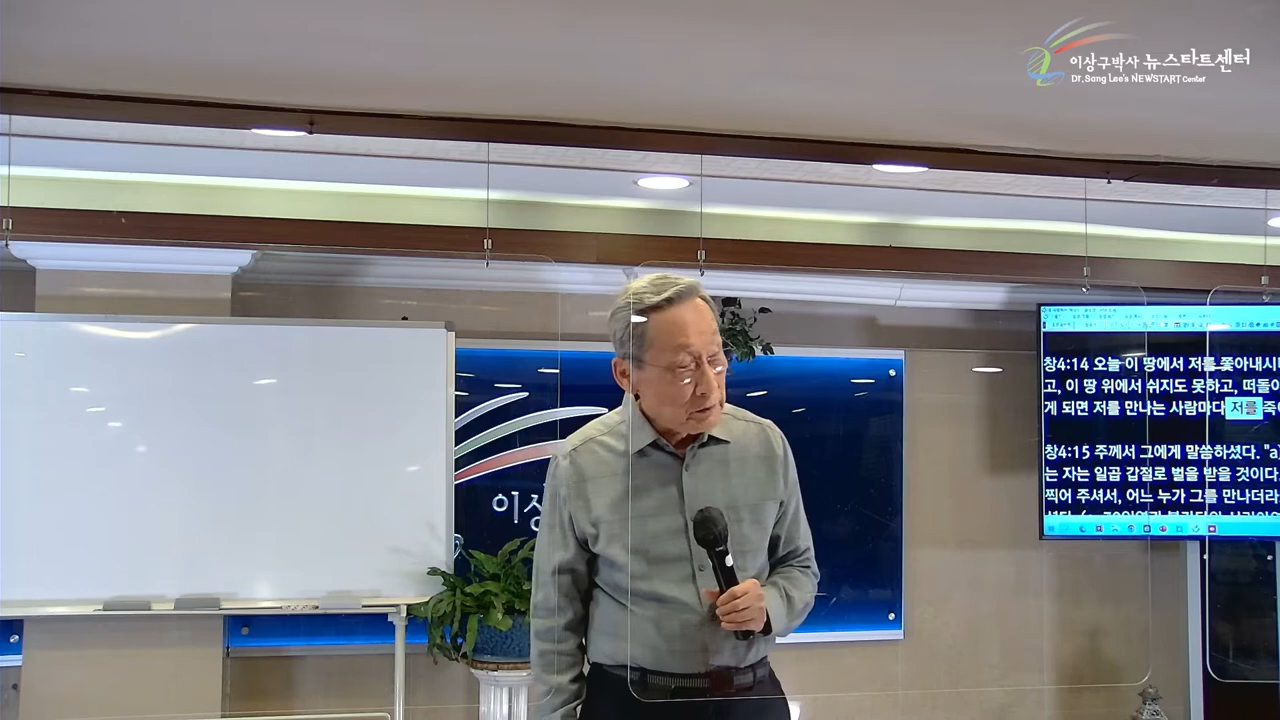 이상구박사 뉴스타트센터
Dr. Sang Lee's NEWSTART Center
이상
창4:14 오늘 이 땅에서 저를 쫓아내시
고, 이 땅 위에서 쉬지도 못하고, 떠돌아
게 되면 저를 만나는 사람마다 저를 죽
창4:15 주께서 그에게 말씀하셨다. "a)
는 자는 일곱 갑절로 벌을 받을 것이다.
찍어 주셔서, 어느 누가 그를 만나더라